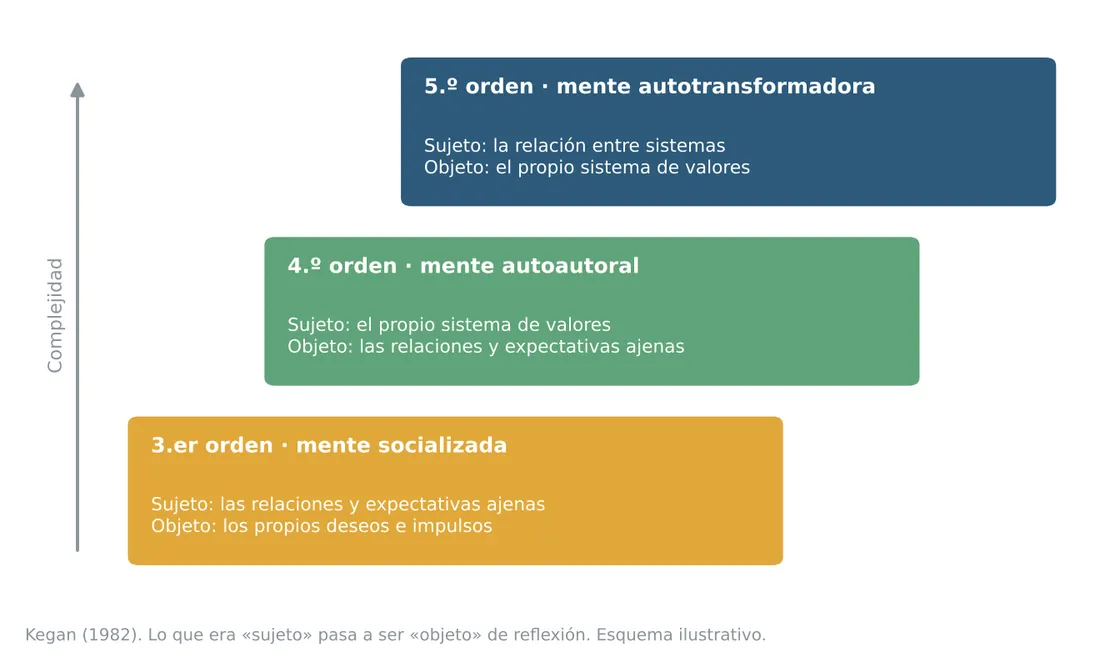 5.º orden · mente autotransformadora
Sujeto: la relación entre sistemas
Objeto: el propio sistema de valores
4.º orden · mente autoautoral
Sujeto: el propio sistema de valores
Objeto: las relaciones y expectativas ajenas
Complejidad
3.er orden · mente socializada
Sujeto: las relaciones y expectativas ajenas
Objeto: los propios deseos e impulsos
Kegan (1982). Lo que era «sujeto» pasa a ser «objeto» de reflexión. Esquema ilustrativo.